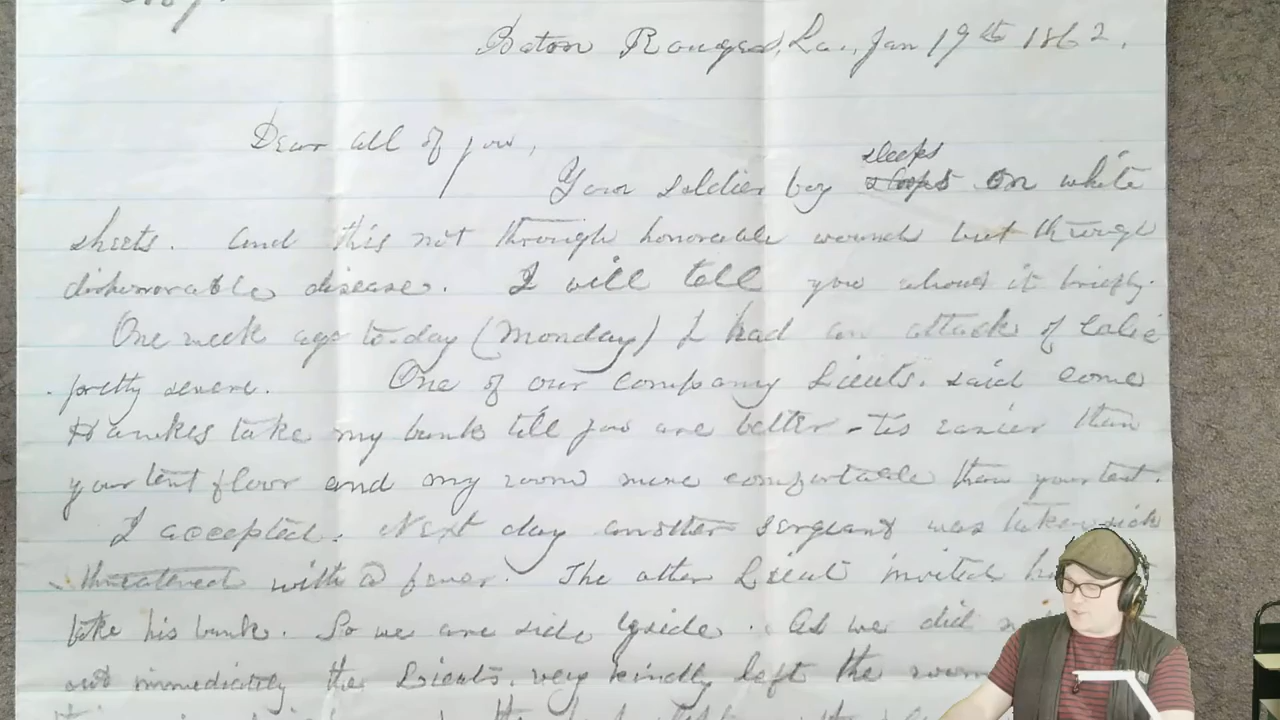 Baton Rouge, La., Jan 19th 1862.
Dear all of you,
sleeps
Your soldier boy sleeps on white
sheets. And this not through honorable wounds but through
dishonorable disease. I will tell you about it briefly.
One week ago to-day (Monday) I had an attack of Colic
pretty severe. One of our company Lieuts. said come
Hawkes take my bunk till you are better - tis easier than
your tent floor and my room more comfortable than your tent.
I accepted. Next day another sergeant was taken sick
threatened with a fever. The other Lieut invited
take his bunk. So we are side by side. As we did
out immediately the Lieuts. very kindly left the room